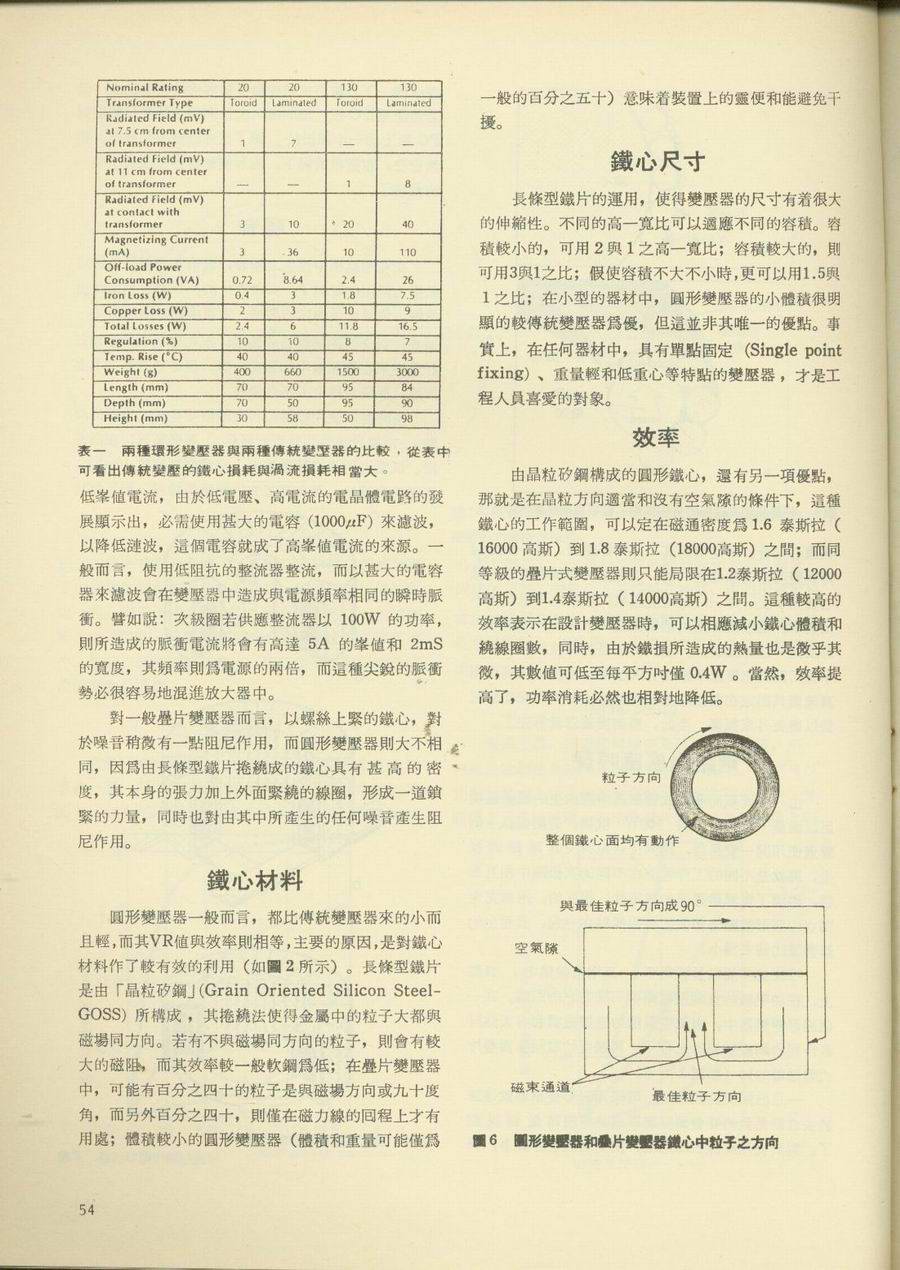 Nominal Rating 20 20 130 130
Transformer Type Toroid Laminated Toroid Laminated
Radiated Field (mV)
at 7.5 cm from center
of transformer 1 7 — —
Radiated Field (mV)
at 11 cm from center
of transformer — — 1 8
Radiated Field (mV)
at contact with
transformer 3 10 20 40
Magnetizing Current
(mA) 3 36 10 110
Off-load Power
Consumption (VA) 0.72 8.64 2.4 26
Iron Loss (W) 0.4 3 1.8 7.5
Copper Loss (W) 2 3 10 9
Total Losses (W) 2.4 6 11.8 16.5
Regulation (%) 10 10 8 7
Temp. Rise (°C) 40 40 45 45
Weight (g) 400 660 1500 3000
Length (mm) 70 70 95 84
Depth (mm) 70 50 95 90
Height (mm) 30 58 50 98
表一 兩種環形變壓器與兩種傳統變壓器的比較，從表中
可看出傳統變壓的鐵心損耗與渦流損耗相當大。
低峯值電流，由於低電壓、高電流的電晶體電路的發
展顯示出，必需使用甚大的電容 (1000μF) 來濾波，
以降低漣波，這個電容就成了高峯值電流的來源。一
般而言，使用低阻抗的整流器整流，而以甚大的電容
器來濾波會在變壓器中造成與電源頻率相同的瞬時脈
衝。譬如說：次級圈若供應整流器以 100W 的功率，
則所造成的脈衝電流將會有高達 5A 的峯值和 2mS
的寬度，其頻率則爲電源的兩倍，而這種尖銳的脈衝
勢必很容易地混進放大器中。
對一般疊片變壓器而言，以螺絲上緊的鐵心，對
於噪音稍微有一點阻尼作用，而圓形變壓器則大不相
同，因爲由長條型鐵片捲繞成的鐵心具有甚高的密
度，其本身的張力加上外面緊繞的線圈，形成一道鎖
緊的力量，同時也對由其中所產生的任何噪音產生阻
尼作用。
鐵心材料
圓形變壓器一般而言，都比傳統變壓器來的小而
且輕，而其VR值與效率則相等，主要的原因，是對鐵心
材料作了較有效的利用（如圖2所示）。長條型鐵片
是由「晶粒矽鋼」(Grain Oriented Silicon Steel-
GOSS) 所構成，其捲繞法使得金屬中的粒子大都與
磁場同方向。若有不與磁場同方向的粒子，則會有較
大的磁阻，而其效率較一般軟鋼爲低；在疊片變壓器
中，可能有百分之四十的粒子是與磁場方向或九十度
角，而另外百分之四十，則僅在磁力線的囘程上才有
用處；體積較小的圓形變壓器（體積和重量可能僅爲
54
一般的百分之五十）意味着裝置上的靈便和能避免干
擾。
鐵心尺寸
長條型鐵片的運用，使得變壓器的尺寸有着很大
的伸縮性。不同的高一寬比可以適應不同的容積。容
積較小的，可用 2 與 1 之高一寬比；容積較大的，則
可用3與1之比；假使容積不大不小時，更可以用1.5與
1 之比；在小型的器材中，圓形變壓器的小體積很明
顯的較傳統變壓器爲優，但這並非其唯一的優點。事
實上，在任何器材中，具有單點固定 (Single point
fixing) 、重量輕和低重心等特點的變壓器，才是工
程人員喜愛的對象。
效率
由晶粒矽鋼構成的圓形鐵心，還有另一項優點，
那就是在晶粒方向適當和沒有空氣隙的條件下，這種
鐵心的工作範圍，可以定在磁通密度爲 1.6 泰斯拉（
16000 高斯）到 1.8 泰斯拉（18000高斯）之間；而同
等級的疊片式變壓器則只能局限在1.2泰斯拉（12000
高斯）到1.4泰斯拉（14000高斯）之間。這種較高的
效率表示在設計變壓器時，可以相應減小鐵心體積和
繞線圈數，同時，由於鐵損所造成的熱量也是微乎其
微，其數值可低至每平方吋僅 0.4W 。當然，效率提
高了，功率消耗必然也相對地降低。
粒子方向
整個鐵心面均有動作
與最佳粒子方向成90°
空氣隙
磁束通道
最佳粒子方向
圖6 圓形變壓器和疊片變壓器鐵心中粒子之方向